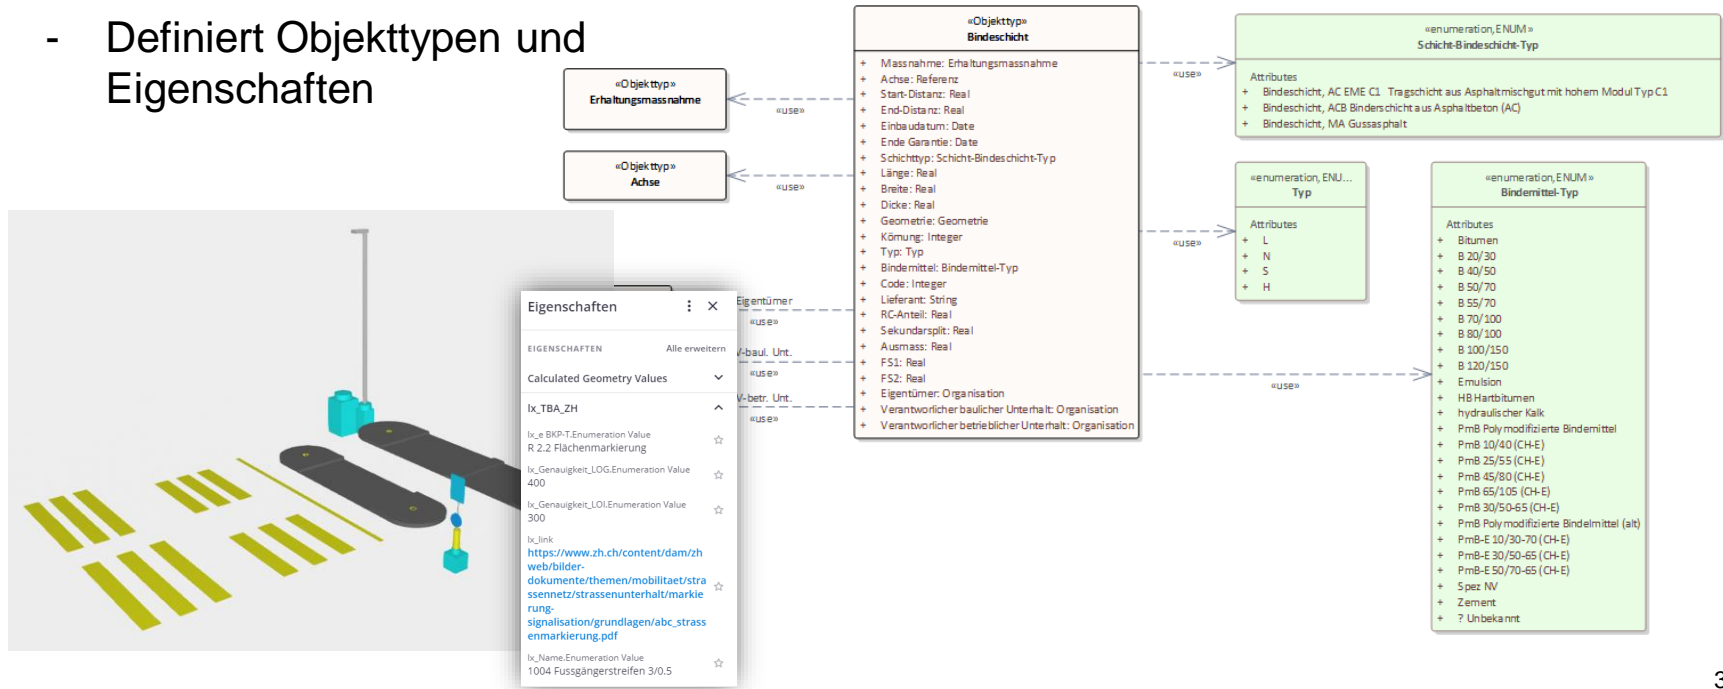 - Definiert Objekttypen und
Eigenschaften
«Objekttyp»
Erhaltungsmassnahme
«use»
«Objekttyp»
Achse
«use»
«Objekttyp»
Bindeschicht
+ Massnahme: Erhaltungsmassnahme
+ Achse: Referenz
+ Start-Distanz: Real
+ End-Distanz: Real
+ Einbaudatum: Date
+ Ende Garantie: Date
+ Schichttyp: Schicht-Bindeschicht-Typ
+ Länge: Real
+ Breite: Real
+ Dicke: Real
+ Geometrie: Geometrie
+ Körnung: Integer
+ Typ: Typ
+ Bindemittel: Bindemittel-Typ
+ Code: Integer
+ Lieferant: String
+ RC-Anteil: Real
+ Sekundarsplit: Real
+ Ausmass: Real
+ FS1: Real
+ FS2: Real
+ Eigentümer: Organisation
+ Verantworlicher baulicher Unterhalt: Organisation
+ Verantworlicher betrieblicher Unterhalt: Organisation
«use»
«enumeration,ENUM»
Schicht-Bindeschicht-Typ
Attributes
+ Bindeschicht, AC EME C1 Tragschicht aus Asphaltmischgut mit hohem Modul Typ C1
+ Bindeschicht, ACB Binderschicht aus Asphaltbeton (AC)
+ Bindeschicht, MA Gussasphalt
«use»
«enumeration, ENU...
Typ
Attributes
+ L
+ N
+ S
+ H
«use»
«enumeration,ENUM»
Bindemittel-Typ
Attributes
+ Bitumen
+ B 20/30
+ B 40/50
+ B 50/70
+ B 55/70
+ B 70/100
+ B 80/100
+ B 100/150
+ B 120/150
+ Emulsion
+ HB Hartbitumen
+ hydraulischer Kalk
+ PmB Polymodifizierte Bindemittel
+ PmB 10/40 (CH-E)
+ PmB 25/55 (CH-E)
+ PmB 45/80 (CH-E)
+ PmB 65/105 (CH-E)
+ PmB 30/50-65 (CH-E)
+ PmB Polymodifizierte Bindelmittel (alt)
+ PmB-E 10/30-70 (CH-E)
+ PmB-E 30/50-65 (CH-E)
+ PmB-E 50/70-65 (CH-E)
+ Spez NV
+ Zement
+ ? Unbekannt
Eigentümer
«use»
V-baul. Unt.
«use»
V-betr. Unt.
«use»
Eigenschaften
EIGENSCHAFTEN Alle erweitern
Calculated Geometry Values
lx_TBA_ZH
lx_e BKP-T.Enumeration Value
R 2.2 Flächenmarkierung
lx_Genauigkeit_LOG.Enumeration Value
400
lx_Genauigkeit_LOI.Enumeration Value
300
lx_link
https://www.zh.ch/content/dam/zh
web/bilder-
dokumente/themen/mobilitaet/stra
ssennetz/strassenunterhalt/markie
rung-
signalisation/grundlagen/abc_strass
enmarkierung.pdf
lx_Name.Enumeration Value
1004 Fussgängerstreifen 3/0.5
3